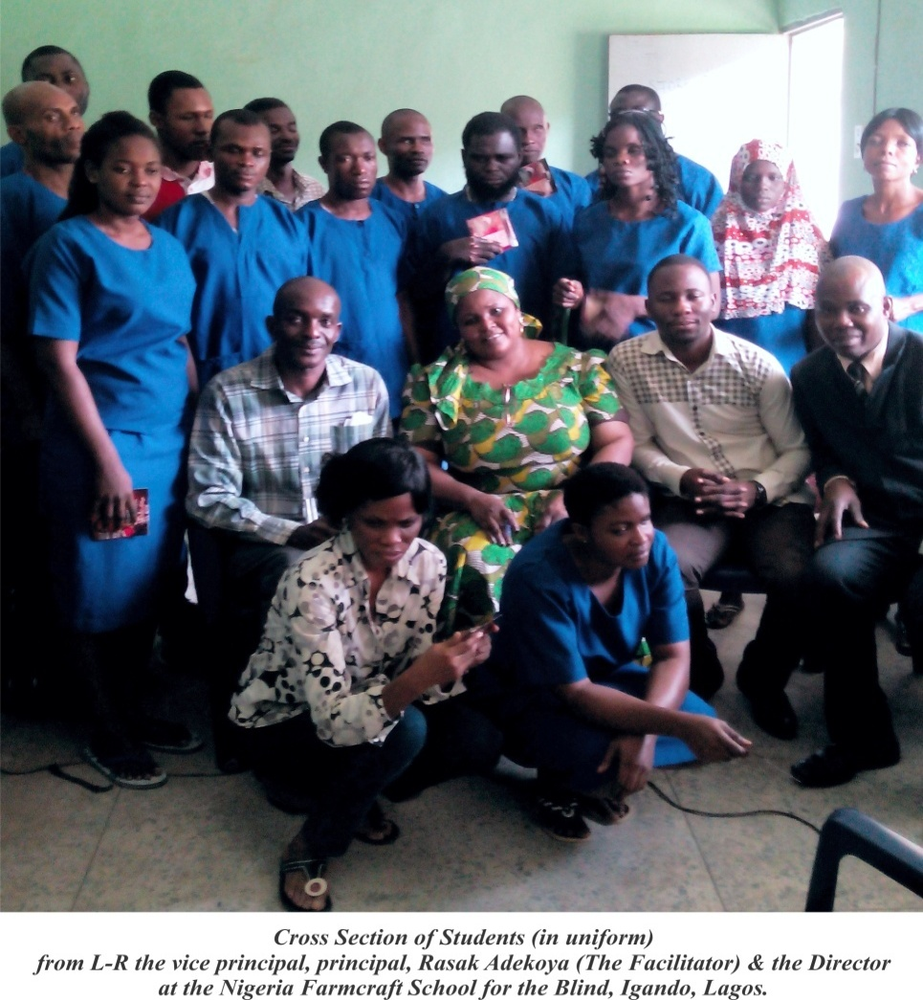 Cross Section of Students (in uniform)
from L-R the vice principal, principal, Rasak Adekoya (The Facilitator) & the Director
at the Nigeria Farmcraft School for the Blind, Igando, Lagos.